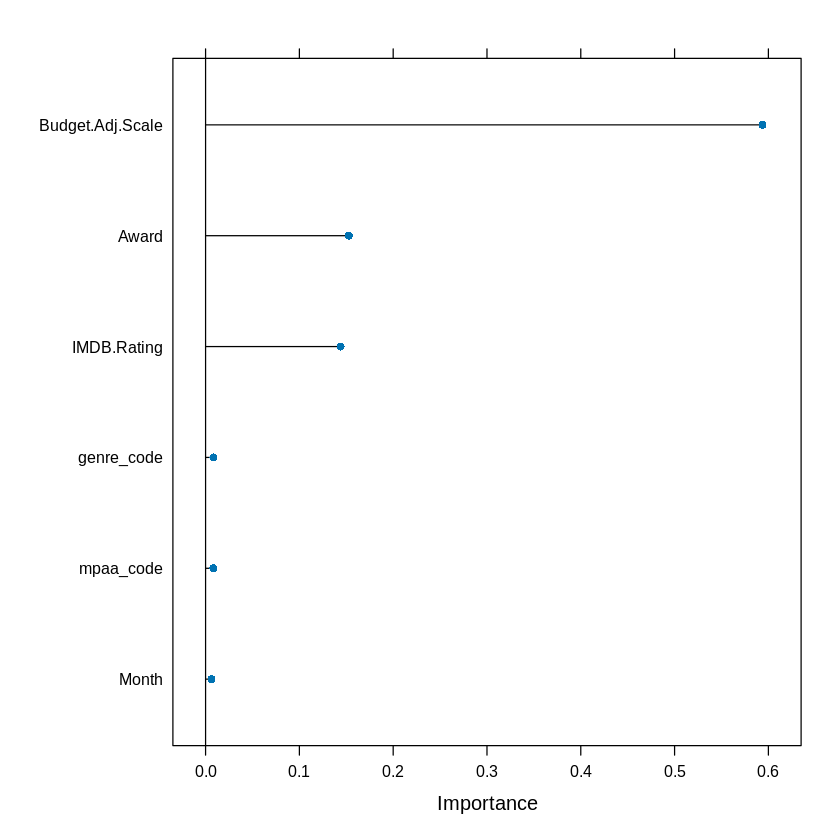 Budget.Adj.Scale
Award
IMDB.Rating
genre_code
mpaa_code
Month
0.0 0.1 0.2 0.3 0.4 0.5 0.6
Importance